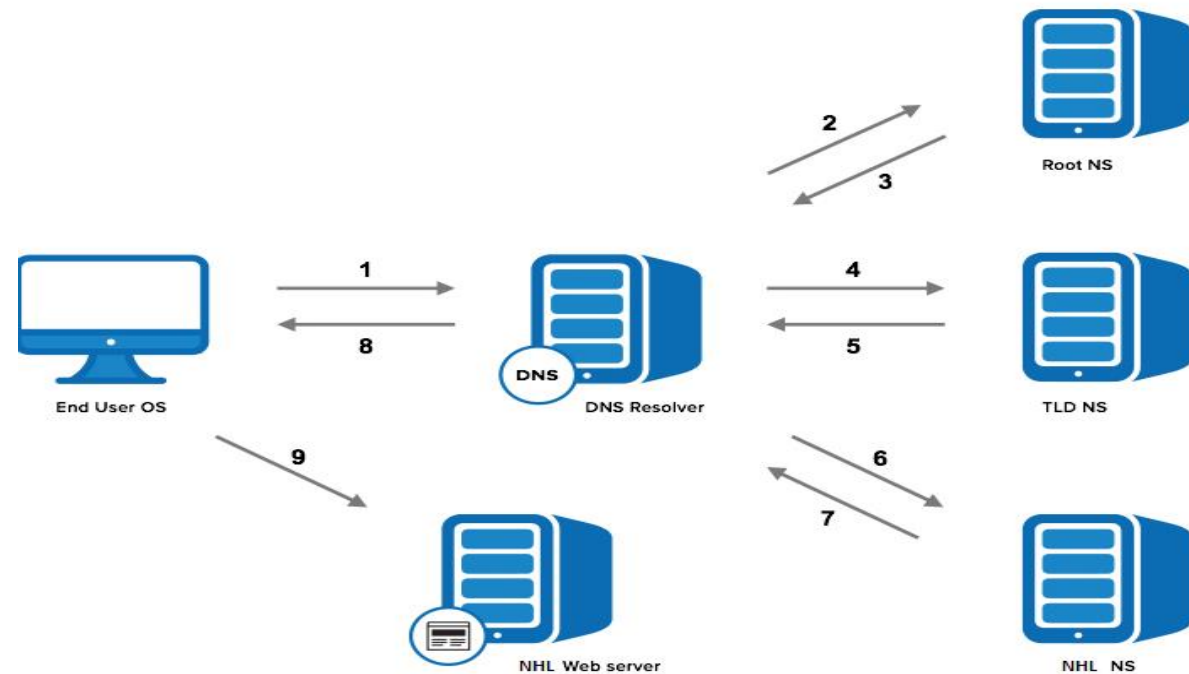 2
3
Root NS
1
8
4
5
DNS
End User OS
DNS Resolver
TLD NS
9
6
7
NHL Web server
NHL NS